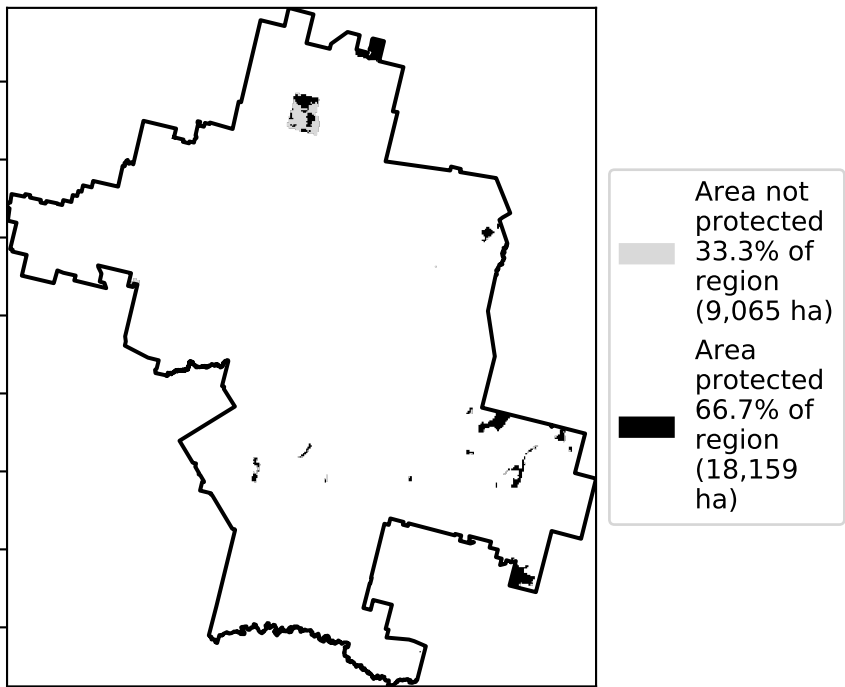 Area not
protected
33.3% of
region
(9,065 ha)
Area
protected
66.7% of
region
(18,159
ha)